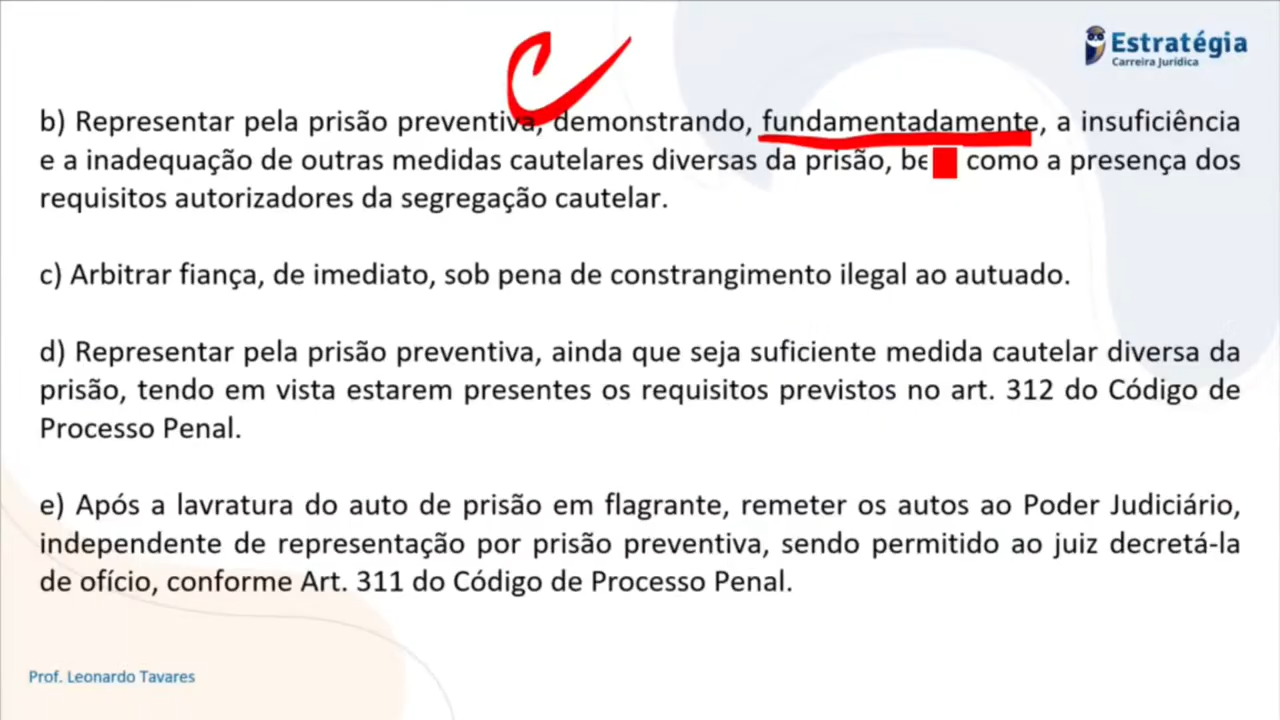 Estratégia
Carreira Jurídica
b) Representar pela prisão preventiva, demonstrando, fundamentadamente, a insuficiência
e a inadequação de outras medidas cautelares diversas da prisão, be como a presença dos
requisitos autorizadores da segregação cautelar.
c) Arbitrar fiança, de imediato, sob pena de constrangimento ilegal ao autuado.
d) Representar pela prisão preventiva, ainda que seja suficiente medida cautelar diversa da
prisão, tendo em vista estarem presentes os requisitos previstos no art. 312 do Código de
Processo Penal.
e) Após a lavratura do auto de prisão em flagrante, remeter os autos ao Poder Judiciário,
independente de representação por prisão preventiva, sendo permitido ao juiz decretá-la
de ofício, conforme Art. 311 do Código de Processo Penal.
Prof. Leonardo Tavares